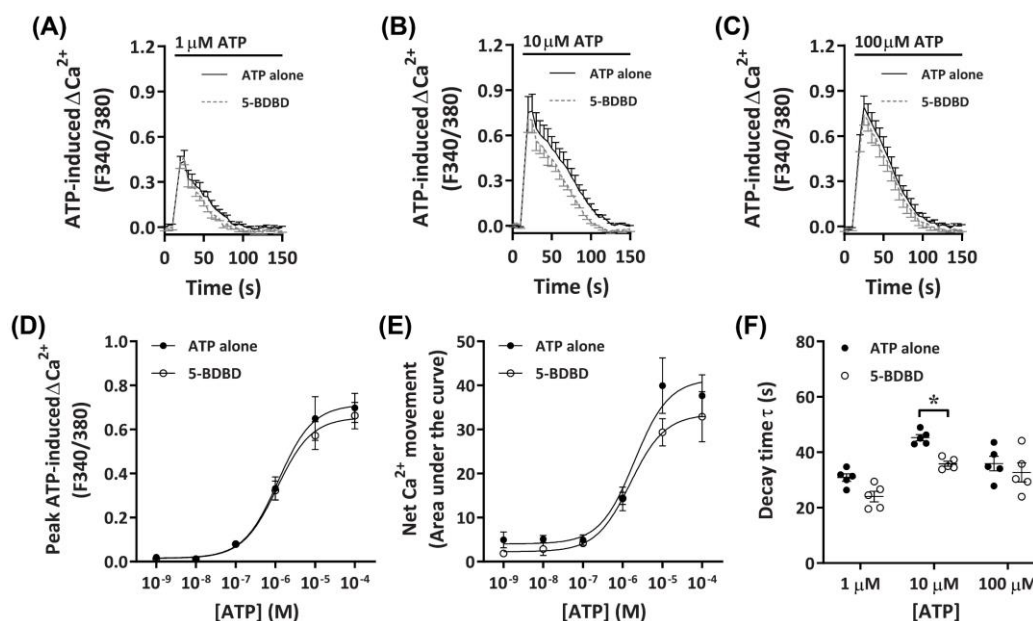 (A)
1 μM ATP
ATP alone
5-BDBD
ATP-induced ΔCa²⁺
(F340/380)
1.2
0.9
0.6
0.3
0.0
0 50 100 150
Time (s)
(B)
10 μM ATP
ATP alone
5-BDBD
ATP-induced ΔCa²⁺
(F340/380)
1.2
0.9
0.6
0.3
0.0
0 50 100 150
Time (s)
(C)
100 μM ATP
ATP alone
5-BDBD
ATP-induced ΔCa²⁺
(F340/380)
1.2
0.9
0.6
0.3
0.0
0 50 100 150
Time (s)
(D)
ATP alone
5-BDBD
Peak ATP-induced ΔCa²⁺
(F340/380)
1.0
0.8
0.6
0.4
0.2
0.0
10⁻⁹ 10⁻⁸ 10⁻⁷ 10⁻⁶ 10⁻⁵ 10⁻⁴
[ATP] (M)
(E)
ATP alone
5-BDBD
Net Ca²⁺ movement
(Area under the curve)
50
40
30
20
10
0
10⁻⁹ 10⁻⁸ 10⁻⁷ 10⁻⁶ 10⁻⁵ 10⁻⁴
[ATP] (M)
(F)
ATP alone
5-BDBD
*
Decay time τ (s)
80
60
40
20
0
1 μM 10 μM 100 μM
[ATP]